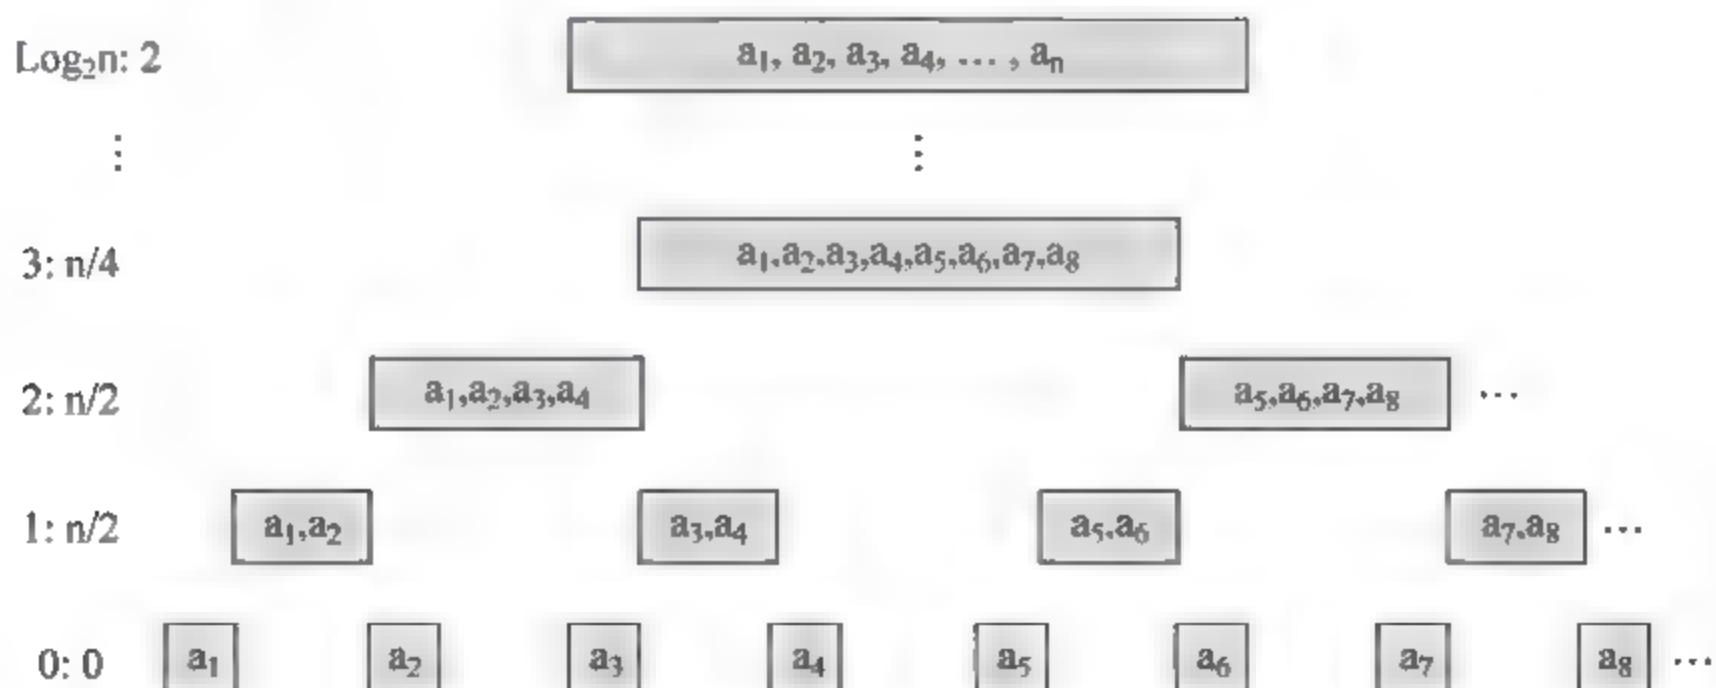 Log₂n: 2 a₁, a₂, a₃, a₄, … , aₙ
⋮ ⋮
3: n/4 a₁,a₂,a₃,a₄,a₅,a₆,a₇,a₈
2: n/2 a₁,a₂,a₃,a₄ a₅,a₆,a₇,a₈ …
1: n/2 a₁,a₂ a₃,a₄ a₅,a₆ a₇,a₈ …
0: 0 a₁ a₂ a₃ a₄ a₅ a₆ a₇ a₈ …